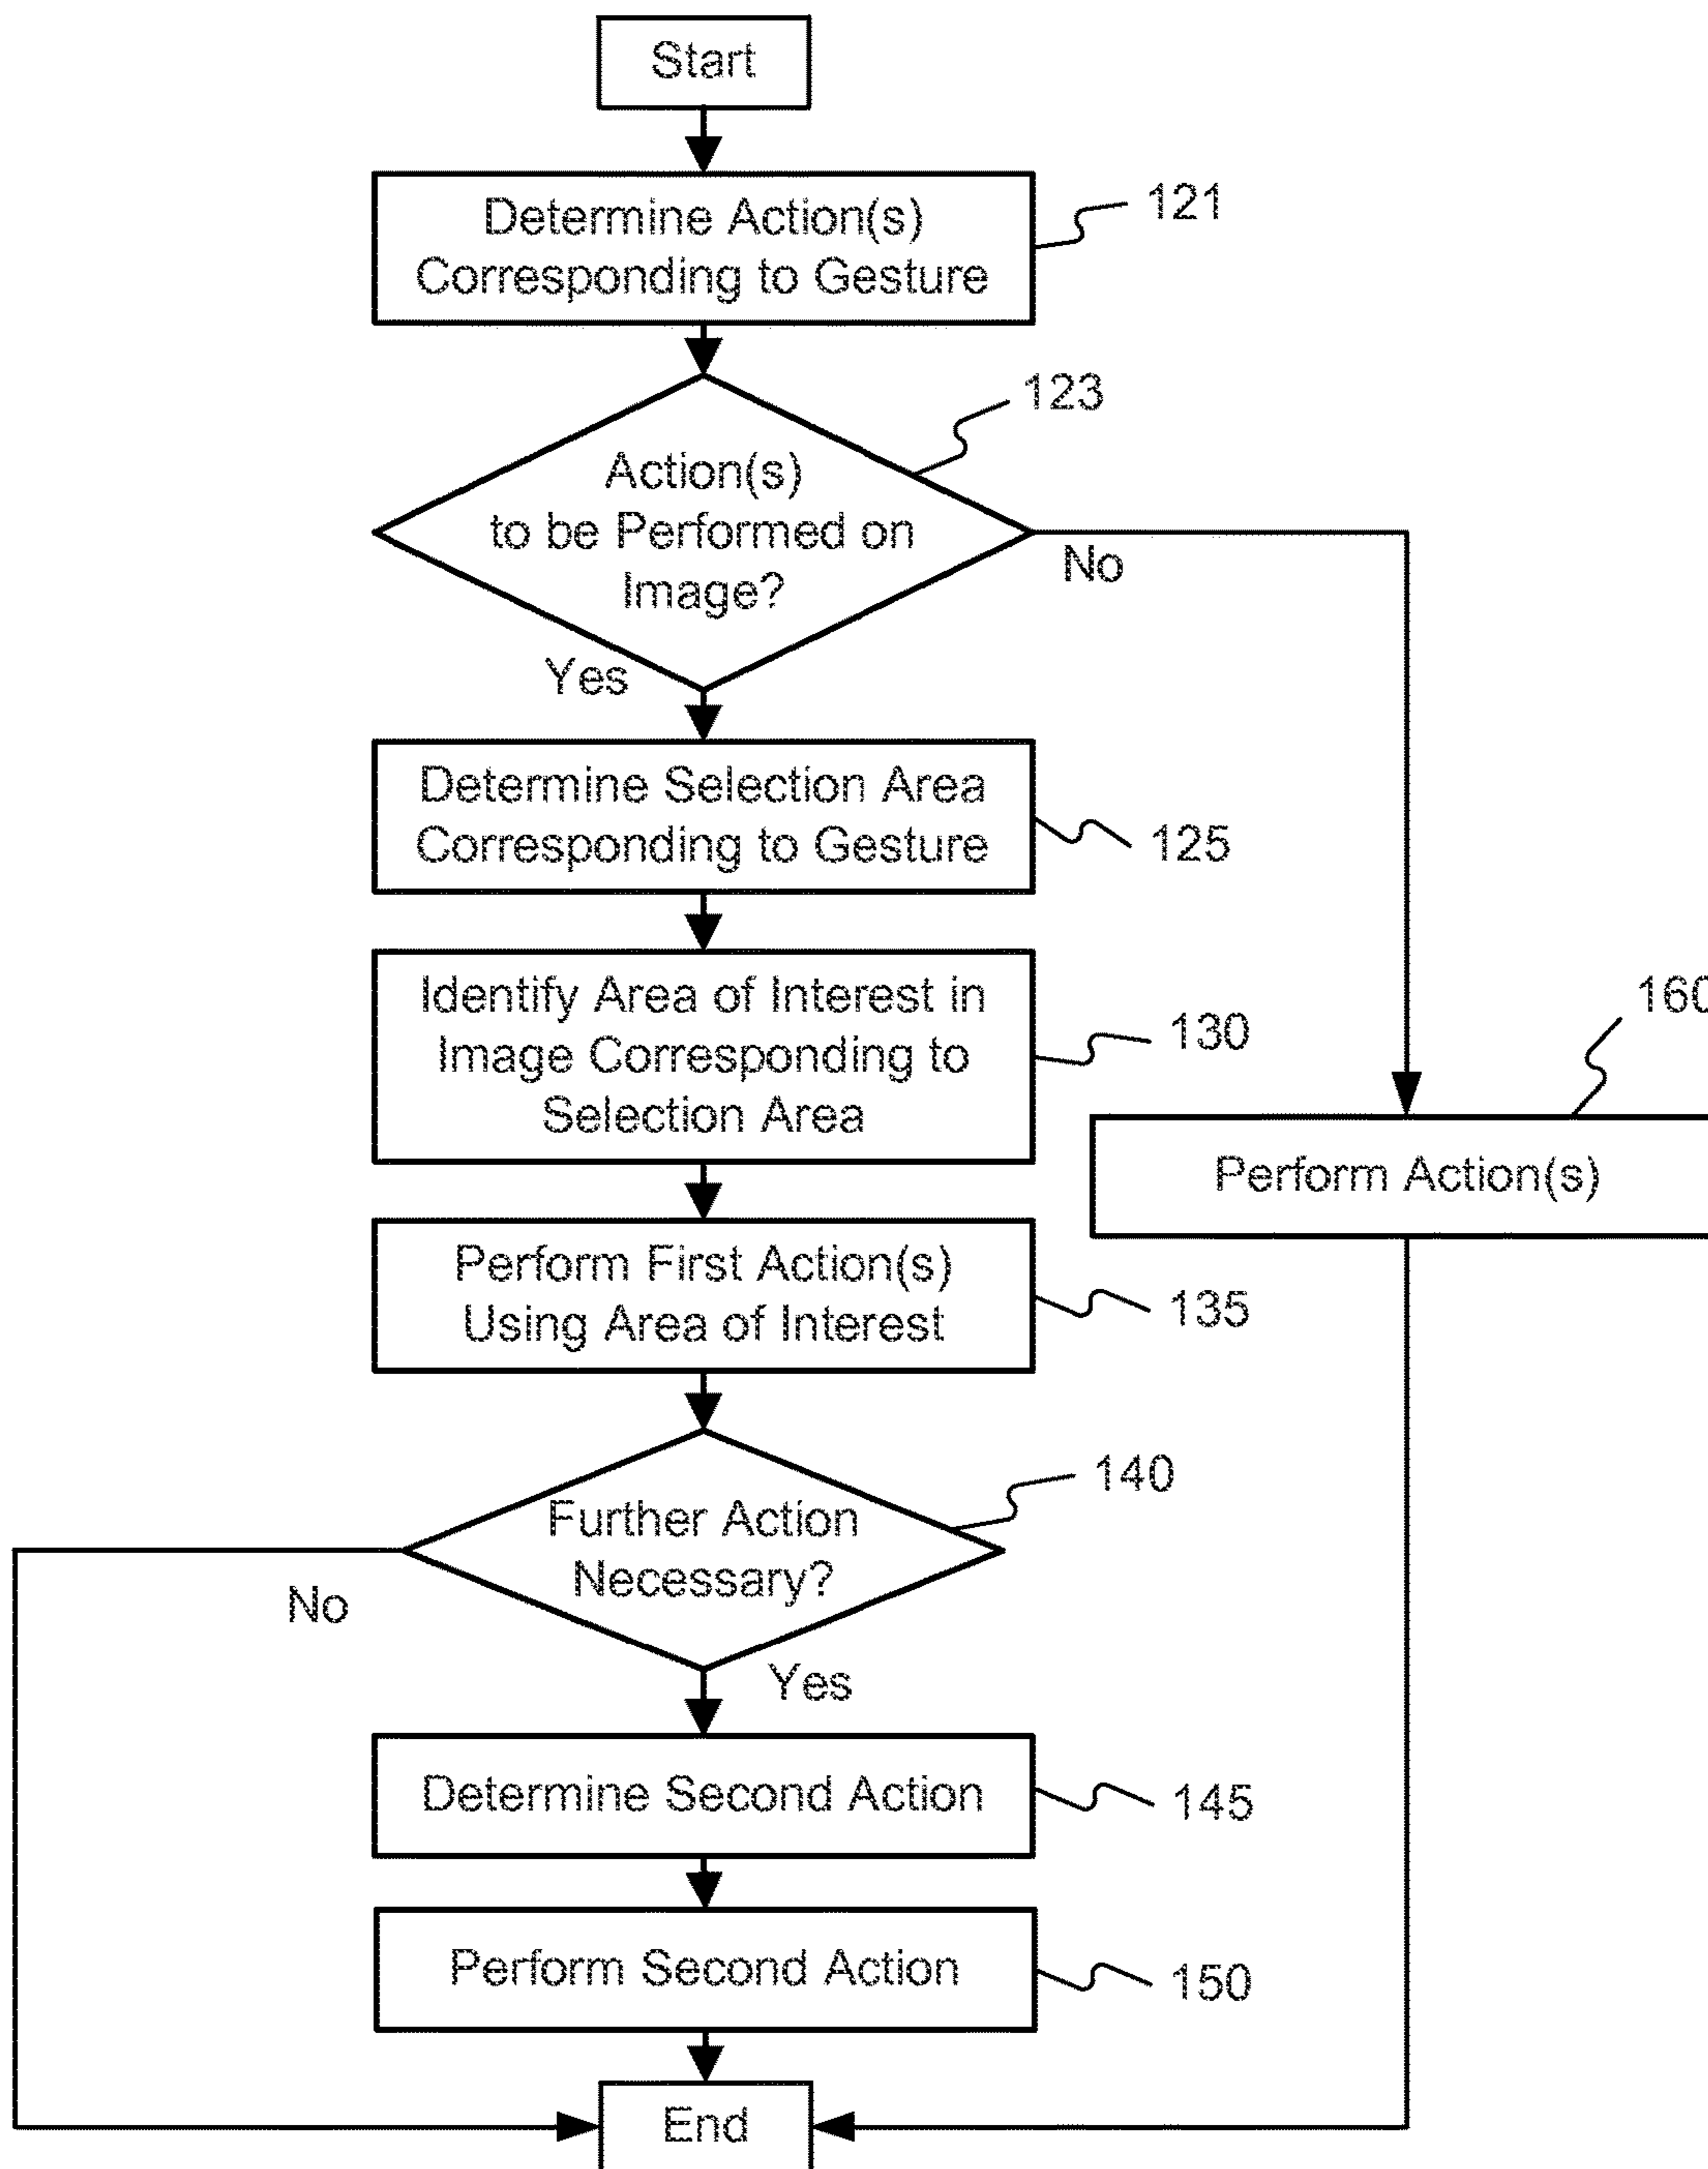 Start
Determine Action(s)
Corresponding to Gesture
121
Action(s)
to be Performed on
Image?
123
No
Yes
Determine Selection Area
Corresponding to Gesture
125
Identify Area of Interest in
Image Corresponding to
Selection Area
130
160
Perform Action(s)
Perform First Action(s)
Using Area of Interest
135
Further Action
Necessary?
140
No
Yes
Determine Second Action
145
Perform Second Action
150
End